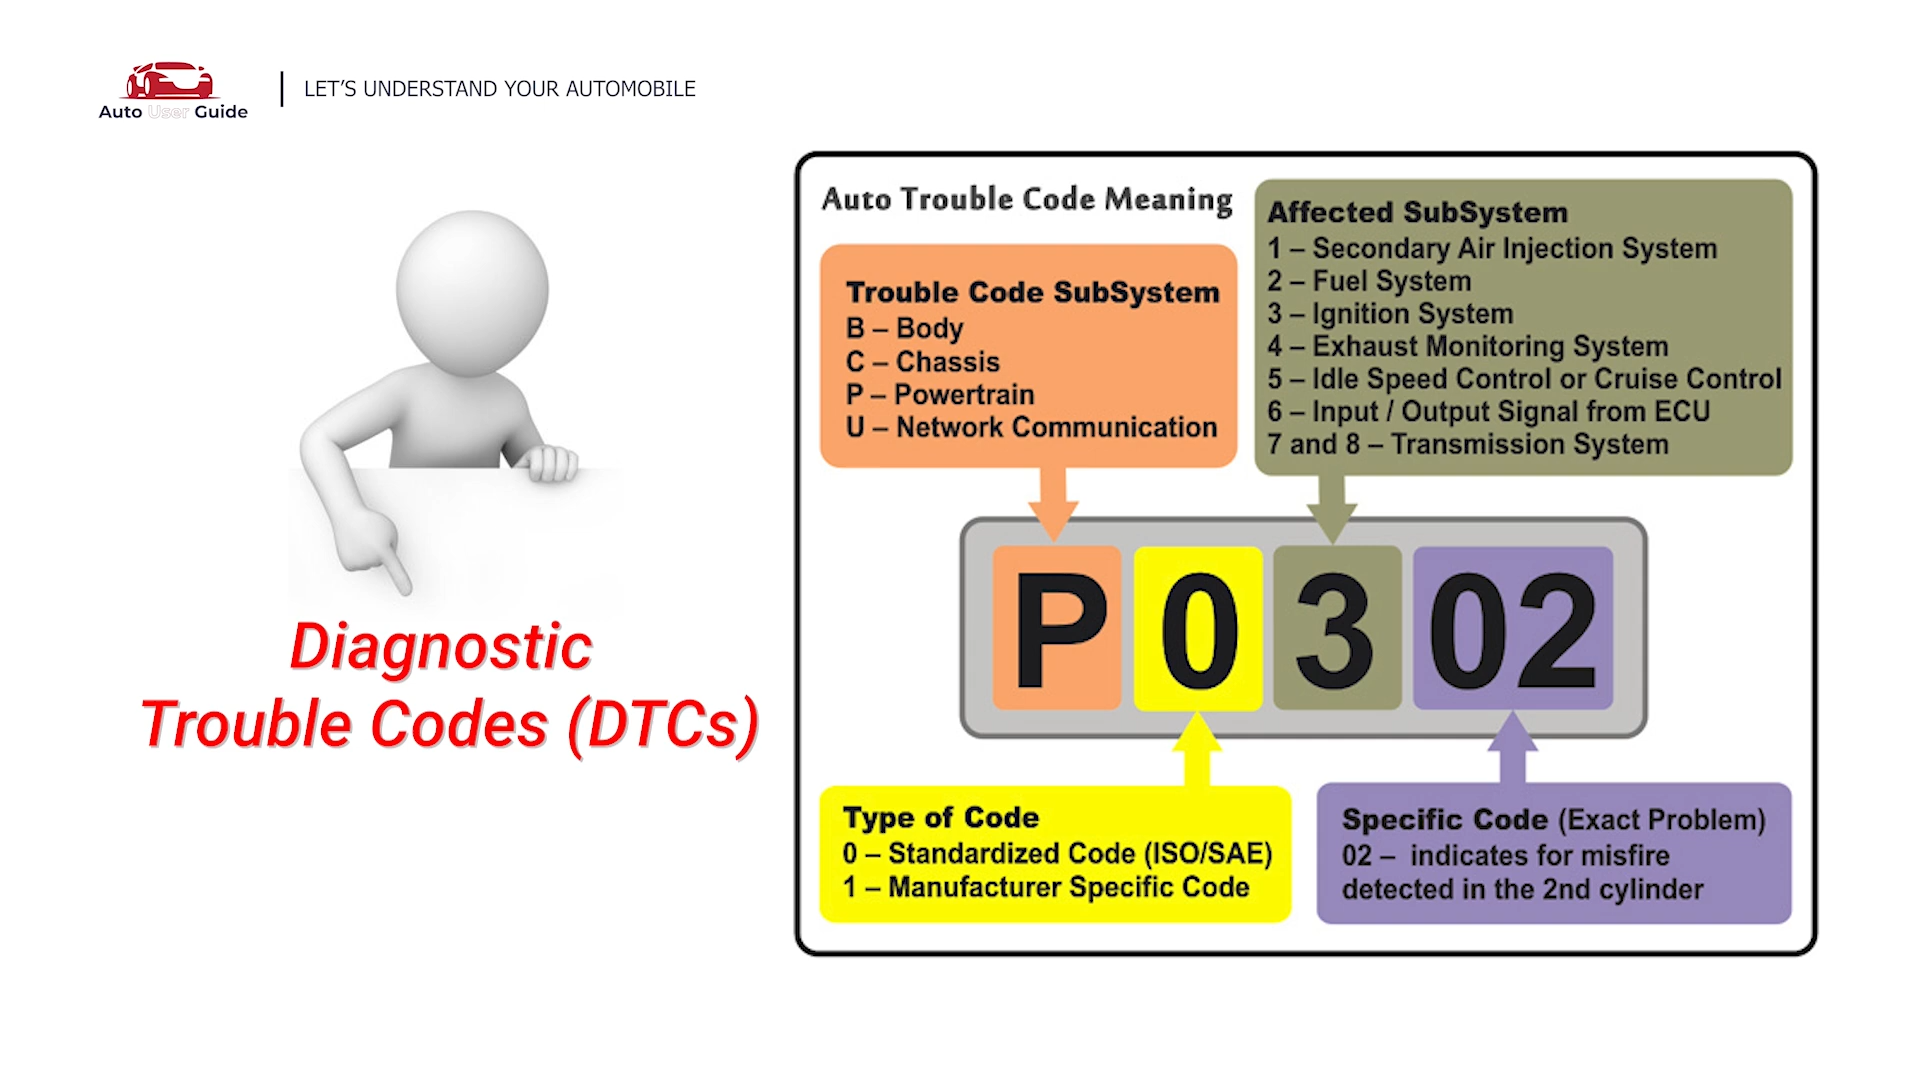 Auto User Guide
LET'S UNDERSTAND YOUR AUTOMOBILE
Diagnostic
Trouble Codes (DTCs)
Auto Trouble Code Meaning
Trouble Code SubSystem
B – Body
C – Chassis
P – Powertrain
U – Network Communication
Affected SubSystem
1 – Secondary Air Injection System
2 – Fuel System
3 – Ignition System
4 – Exhaust Monitoring System
5 – Idle Speed Control or Cruise Control
6 – Input / Output Signal from ECU
7 and 8 – Transmission System
P 0 3 02
Type of Code
0 – Standardized Code (ISO/SAE)
1 – Manufacturer Specific Code
Specific Code (Exact Problem)
02 – indicates for misfire
detected in the 2nd cylinder